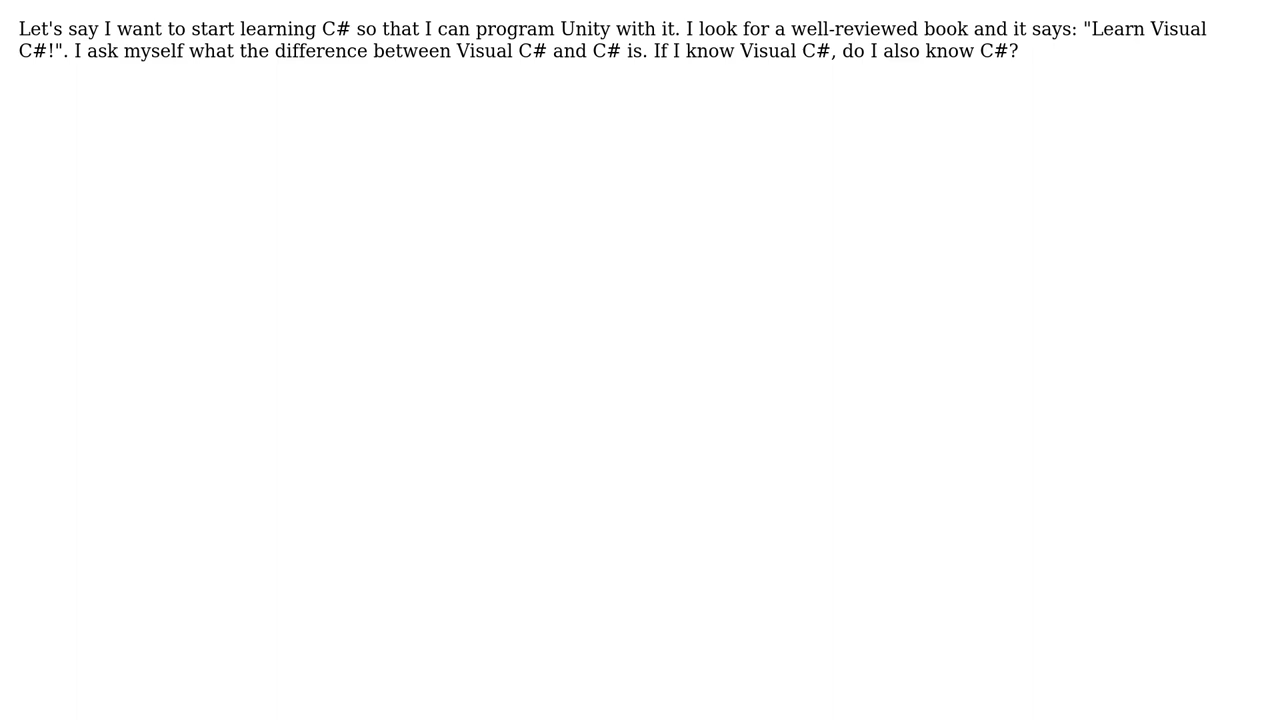 Let's say I want to start learning C# so that I can program Unity with it. I look for a well-reviewed book and it says: "Learn Visual
C#!". I ask myself what the difference between Visual C# and C# is. If I know Visual C#, do I also know C#?